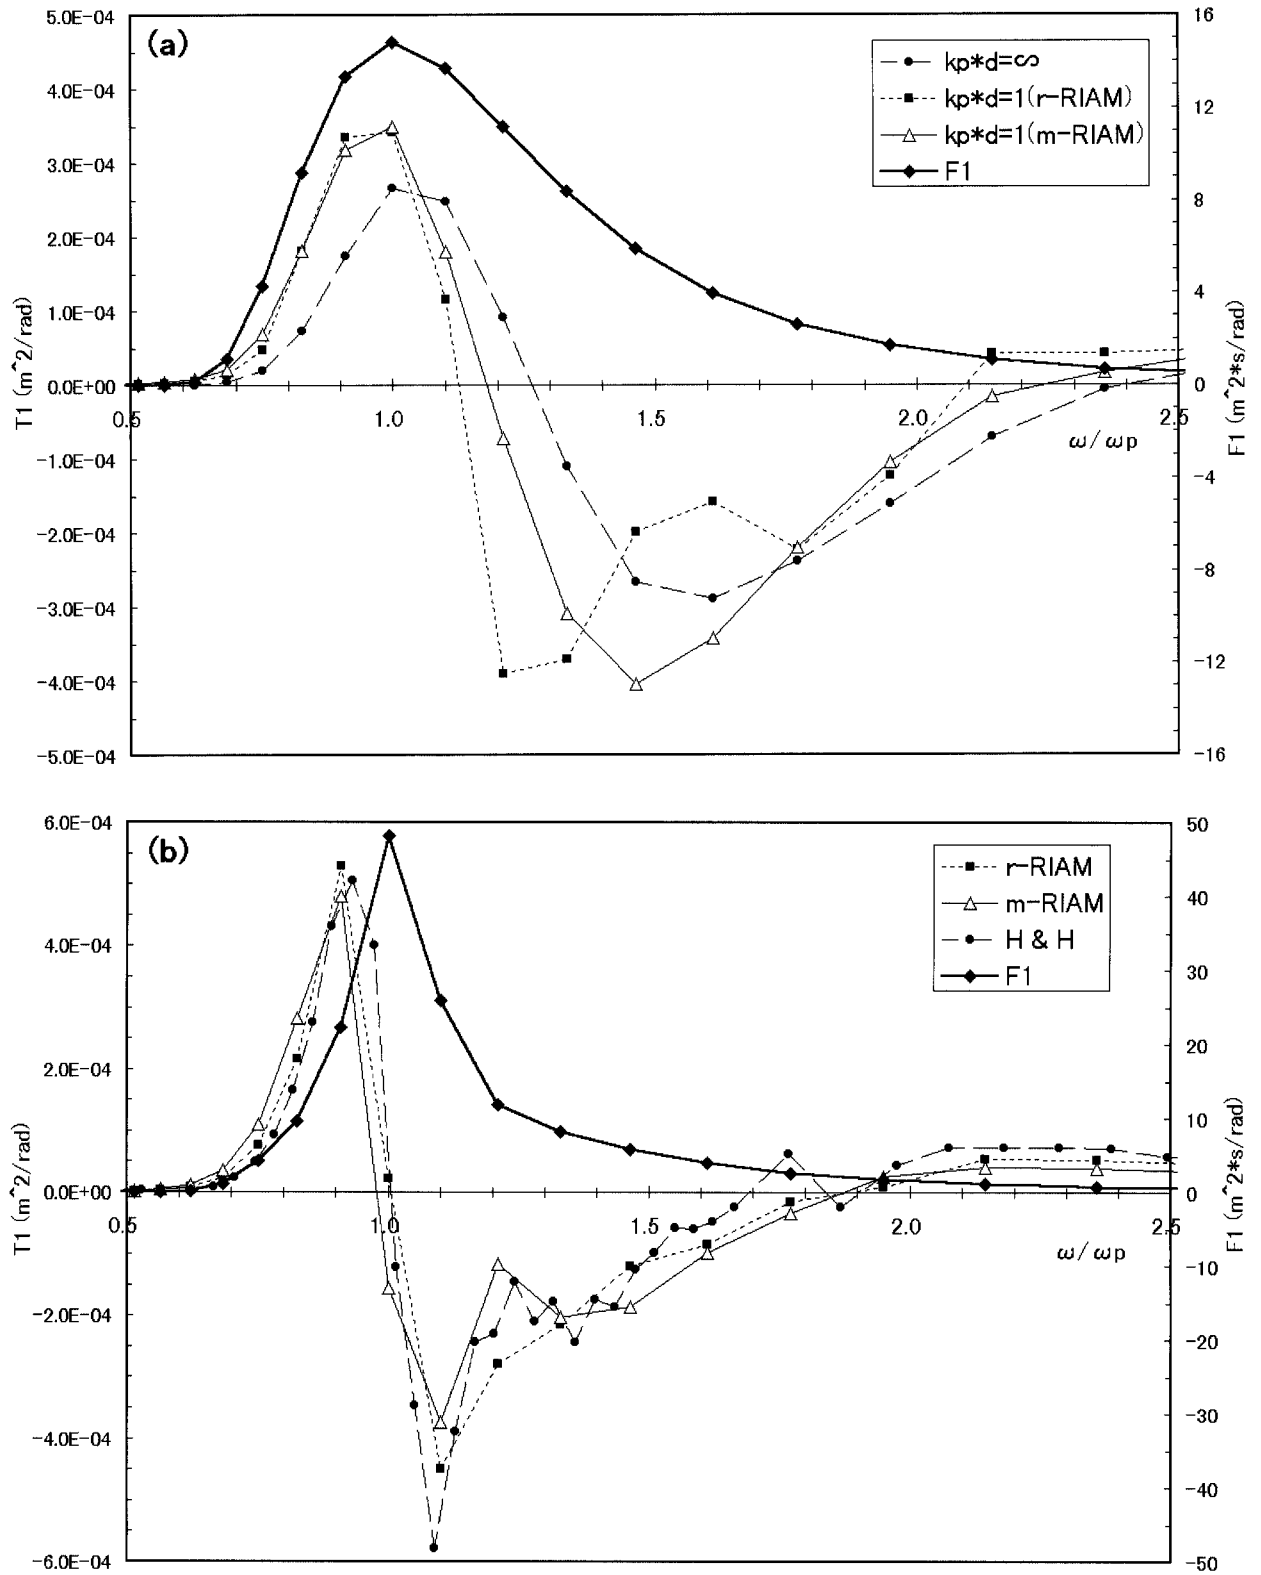 (a)
5.0E-04
4.0E-04
3.0E-04
2.0E-04
1.0E-04
0.0E+00
-1.0E-04
-2.0E-04
-3.0E-04
-4.0E-04
-5.0E-04
T1 (m^2/rad)
kp*d=∞
kp*d=1(r-RIAM)
kp*d=1(m-RIAM)
F1
16
12
8
4
0
-4
-8
-12
-16
F1 (m^2*s/rad)
0.5 1.0 1.5 2.0 2.5
ω/ωp
(b)
6.0E-04
4.0E-04
2.0E-04
0.0E+00
-2.0E-04
-4.0E-04
-6.0E-04
T1 (m^2/rad)
r-RIAM
m-RIAM
H & H
F1
50
40
30
20
10
0
-10
-20
-30
-40
-50
F1 (m^2*s/rad)
0.5 1.0 1.5 2.0 2.5
ω/ωp